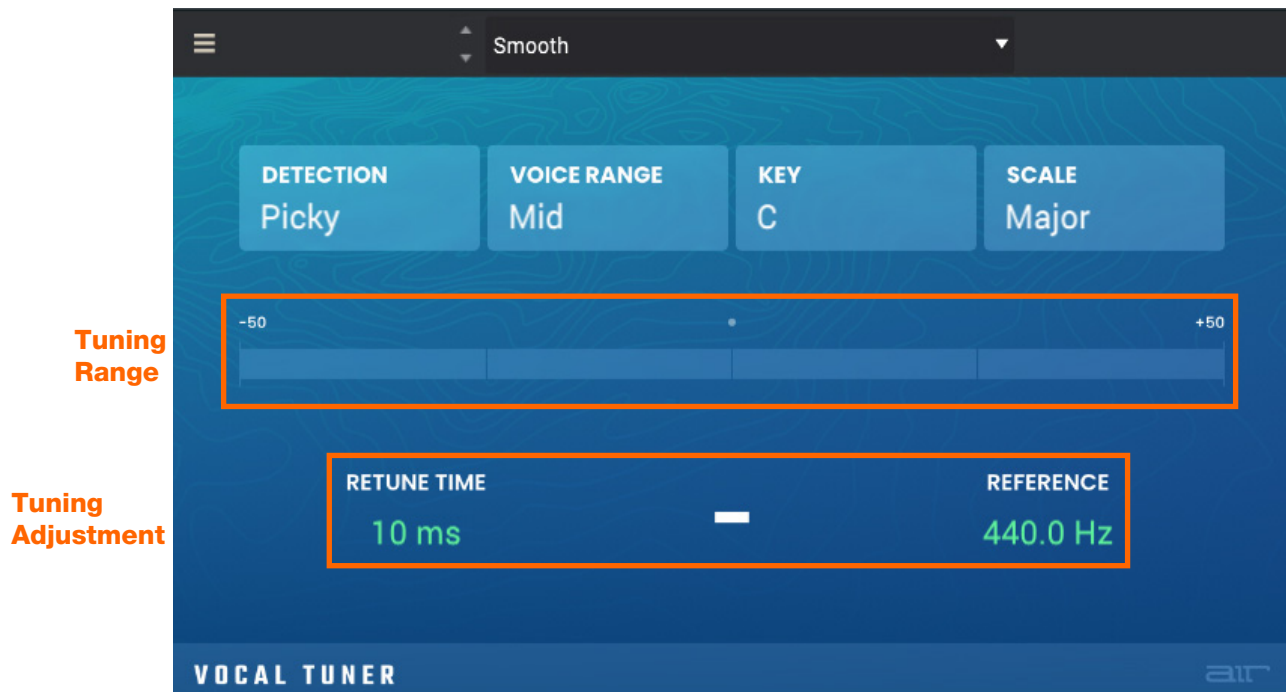 Smooth
DETECTION
Picky
VOICE RANGE
Mid
KEY
C
SCALE
Major
Tuning
Range
-50
+50
Tuning
Adjustment
RETUNE TIME
10 ms
-
REFERENCE
440.0 Hz
VOCAL TUNER
air